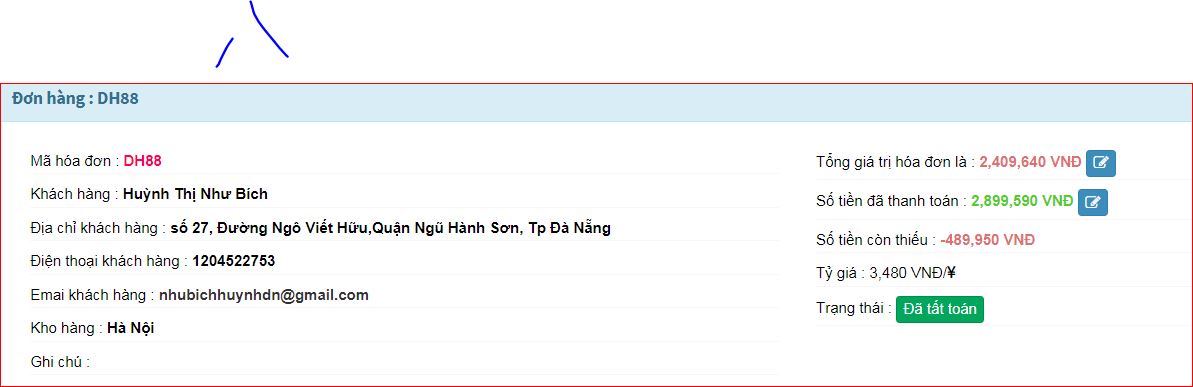 Đơn hàng : DH88
Mã hóa đơn : DH88
Khách hàng : Huỳnh Thị Như Bích
Địa chỉ khách hàng : số 27, Đường Ngô Viết Hữu,Quận Ngũ Hành Sơn, Tp Đà Nẵng
Điện thoại khách hàng : 1204522753
Emai khách hàng : nhubichhuynhdn@gmail.com
Kho hàng : Hà Nội
Ghi chú :
Tổng giá trị hóa đơn là : 2,409,640 VNĐ
Số tiền đã thanh toán : 2,899,590 VNĐ
Số tiền còn thiếu : -489,950 VNĐ
Tỷ giá : 3,480 VNĐ/¥
Trạng thái : Đã tất toán